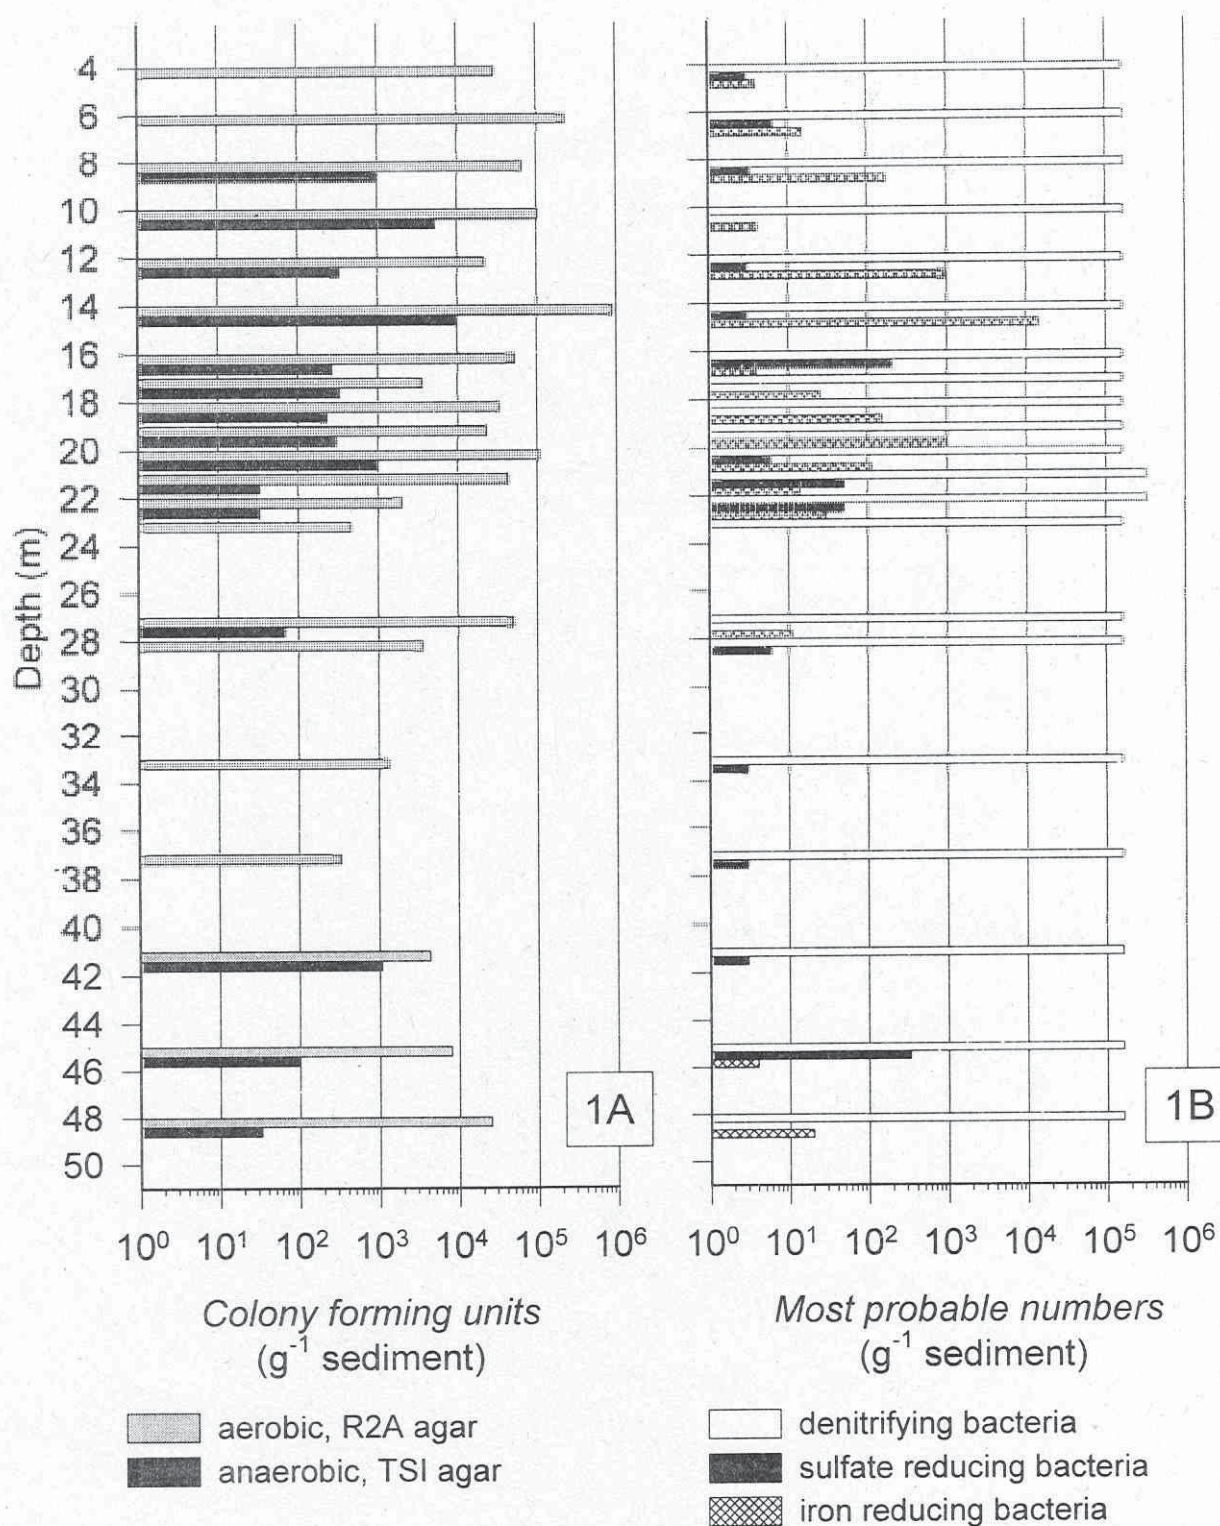 4
6
8
10
12
14
16
18
20
22
24
26
28
30
32
34
36
38
40
42
44
46
48
50
Depth (m)
1A
1B
10⁰ 10¹ 10² 10³ 10⁴ 10⁵ 10⁶
10⁰ 10¹ 10² 10³ 10⁴ 10⁵ 10⁶
Colony forming units
(g⁻¹ sediment)
Most probable numbers
(g⁻¹ sediment)
aerobic, R2A agar
anaerobic, TSI agar
denitrifying bacteria
sulfate reducing bacteria
iron reducing bacteria